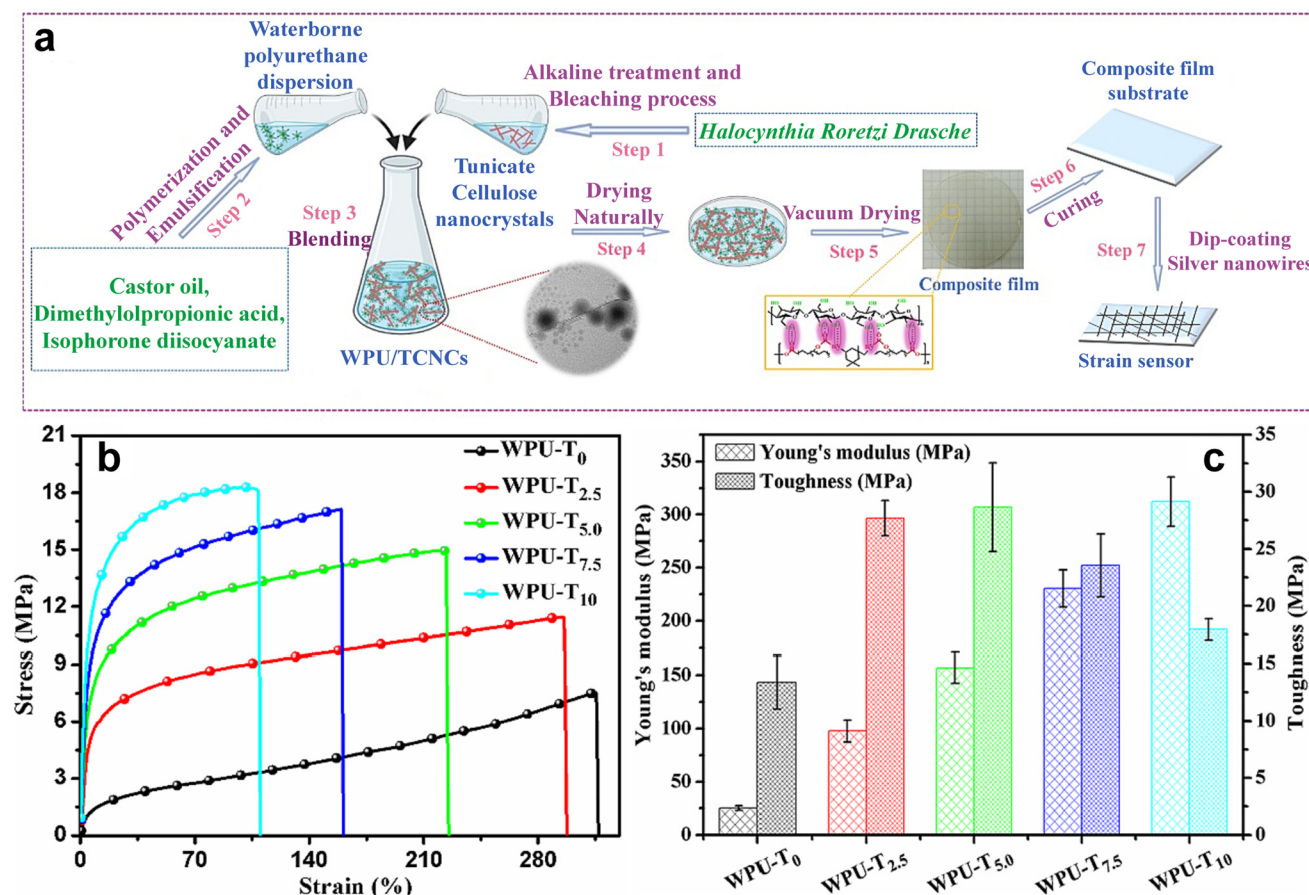 a
Waterborne
polyurethane
dispersion
Alkaline treatment and
Bleaching process
Composite film
substrate
Halocynthia Roretzi Drasche
Step 1
Polymerization and
Emulsification
Step 2
Tunicate
Cellulose
nanocrystals
Step 3
Blending
Drying
Naturally
Step 4
Vacuum Drying
Step 5
Step 6
Curing
Step 7
Dip-coating
Silver nanowires
Castor oil,
Dimethylolpropionic acid,
Isophorone diisocyanate
WPU/TCNCs
Composite film
Strain sensor
b
Stress (MPa)
21
18
15
12
9
6
3
0
0 70 140 210 280
Strain (%)
WPU-T0
WPU-T2.5
WPU-T5.0
WPU-T7.5
WPU-T10
c
Young's modulus (MPa)
350
300
250
200
150
100
50
0
Young's modulus (MPa)
Toughness (MPa)
35
30
25
20
15
10
5
0
Toughness (MPa)
WPU-T0
WPU-T2.5
WPU-T5.0
WPU-T7.5
WPU-T10